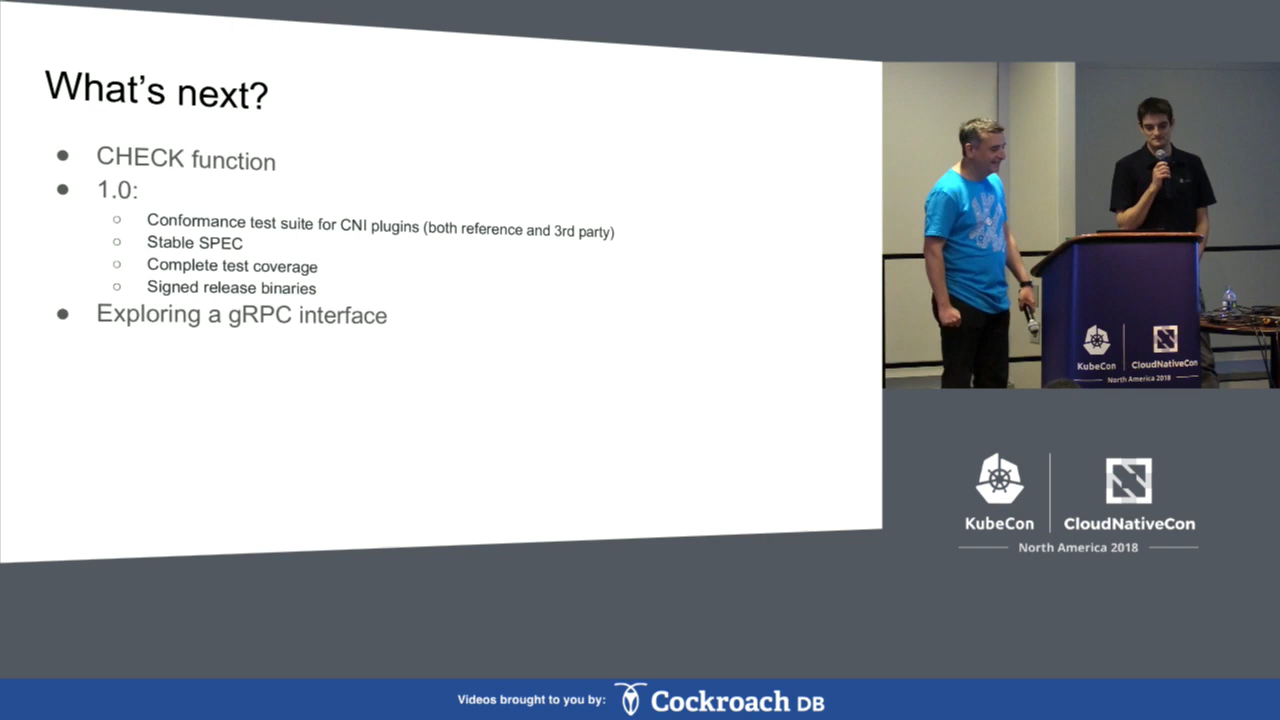 What's next?
● CHECK function
● 1.0:
○ Conformance test suite for CNI plugins (both reference and 3rd party)
○ Stable SPEC
○ Complete test coverage
○ Signed release binaries
● Exploring a gRPC interface
KubeCon
CloudNativeCon
North America 2018
KubeCon
CloudNativeCon
North America 2018
Videos brought to you by:
Cockroach DB